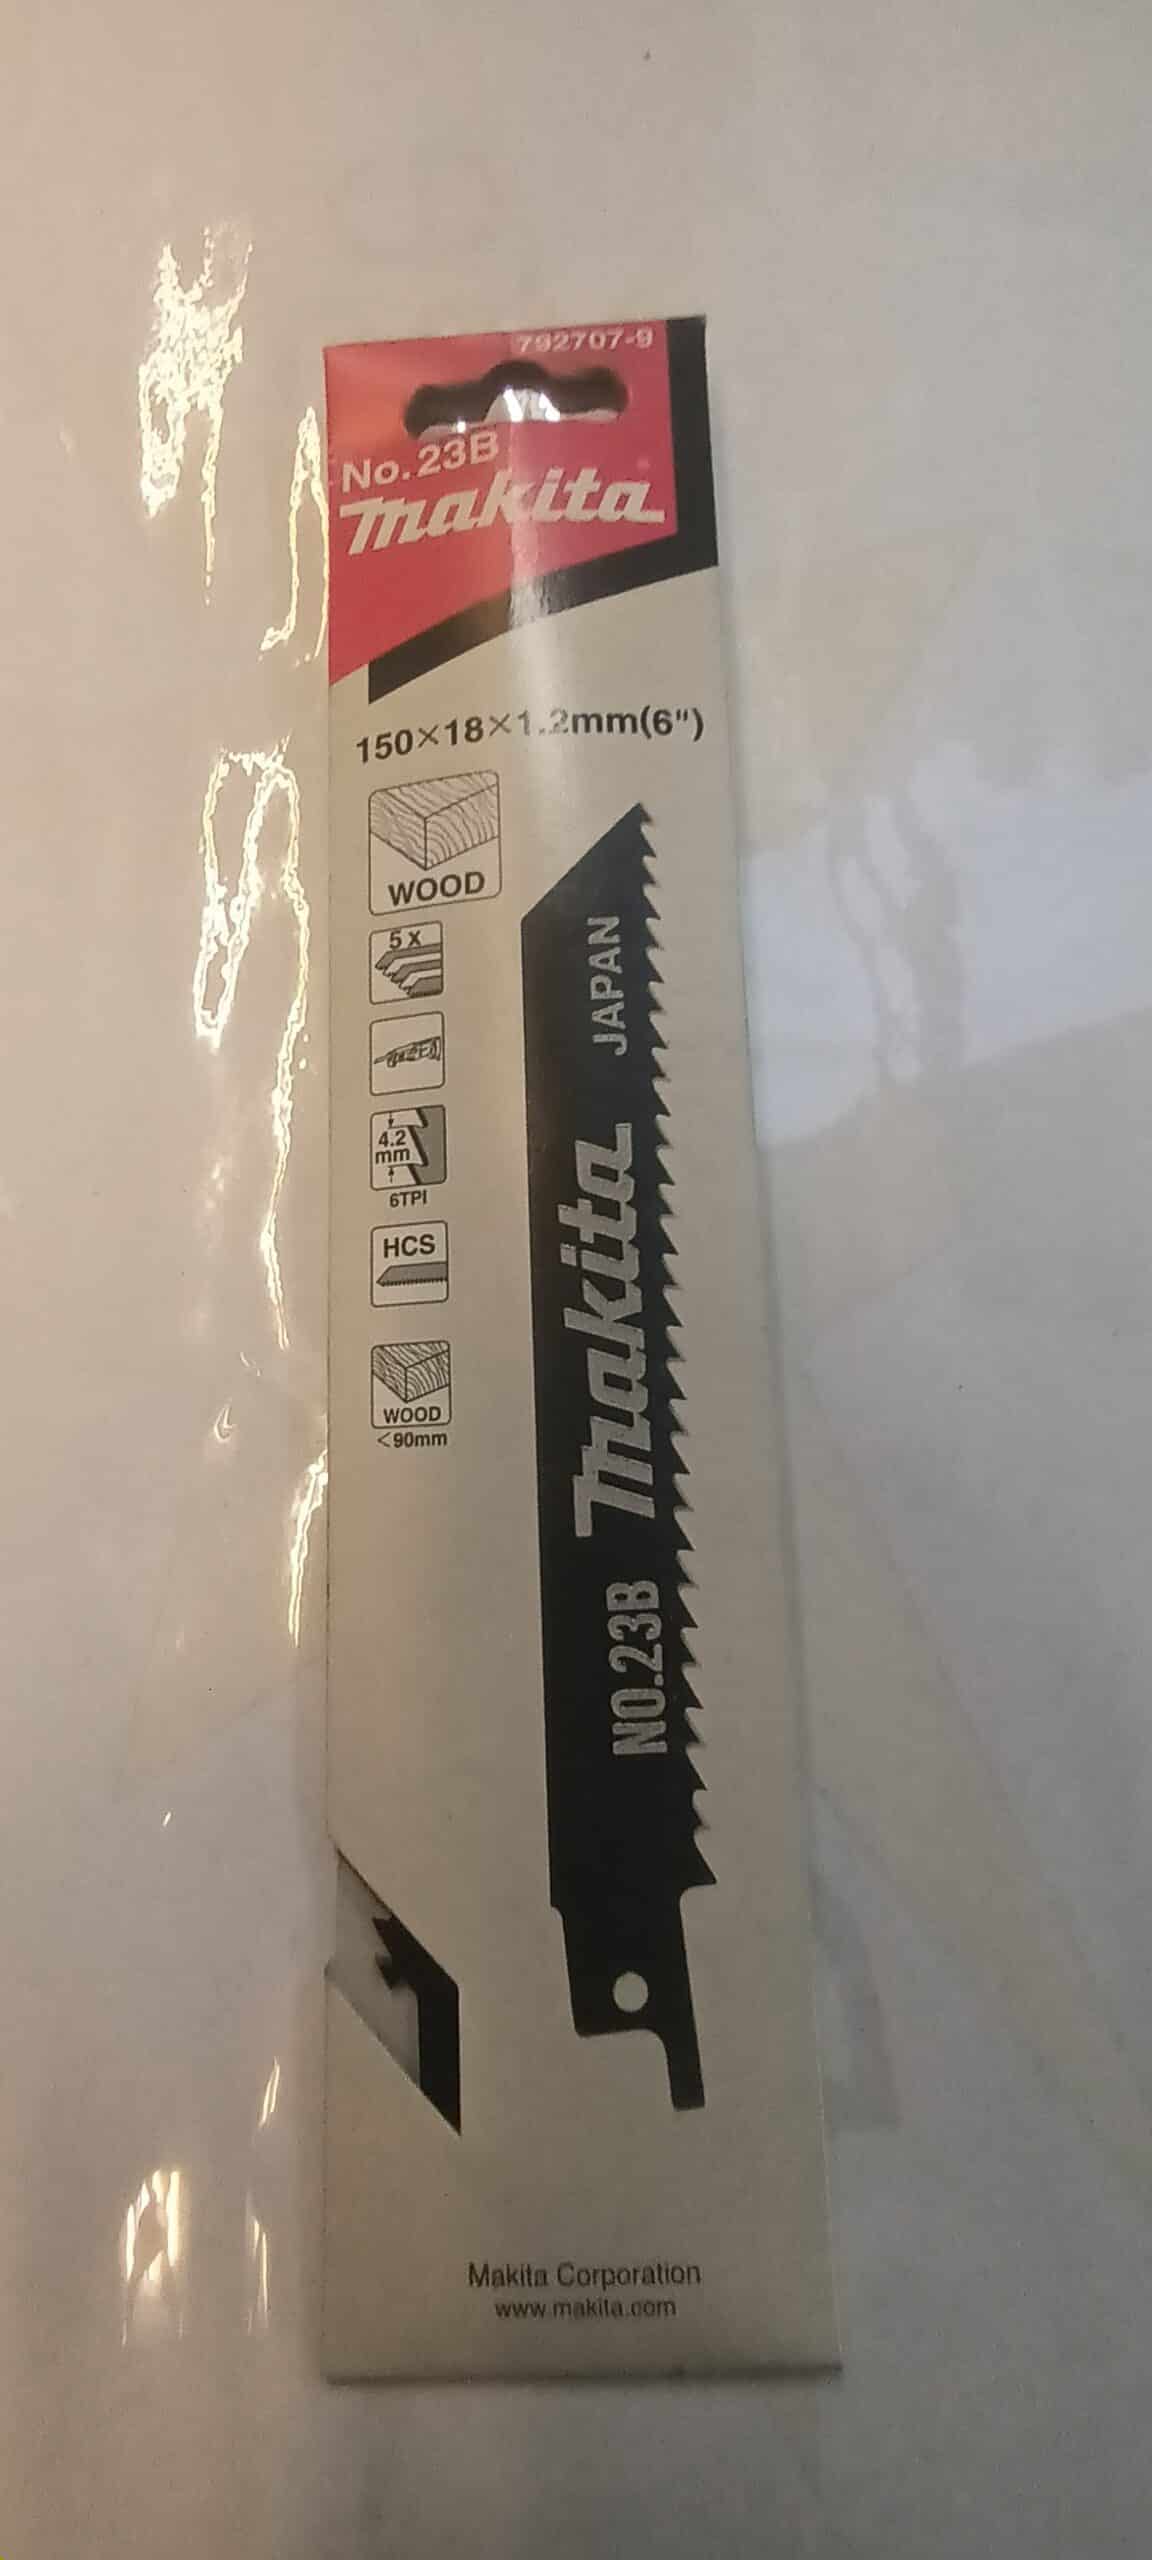 792707-9
No. 23B
makita
150×18×1.2mm(6")
WOOD
5 x
4.2
mm
6TPI
HCS
WOOD
<90mm
NO.23B makita JAPAN
Makita Corporation
www.makita.com